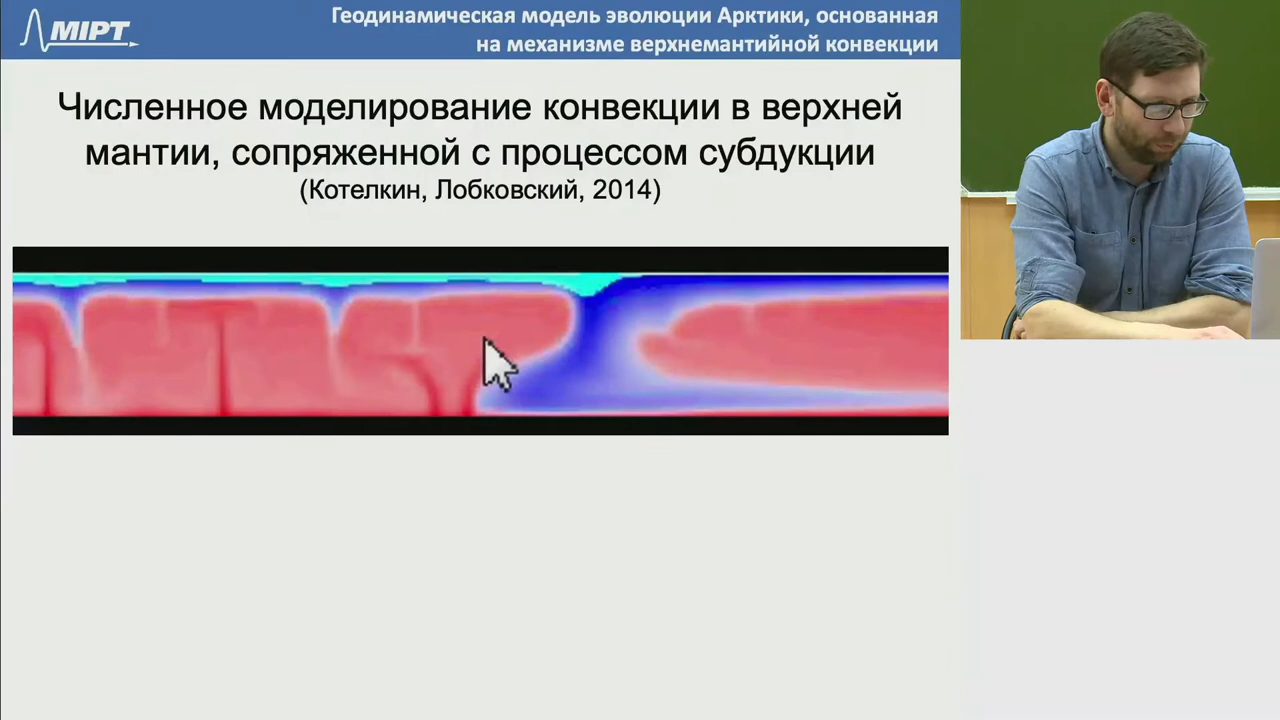 MIPT
Геодинамическая модель эволюции Арктики, основанная
на механизме верхнемантийной конвекции
Численное моделирование конвекции в верхней
мантии, сопряженной с процессом субдукции
(Котелкин, Лобковский, 2014)